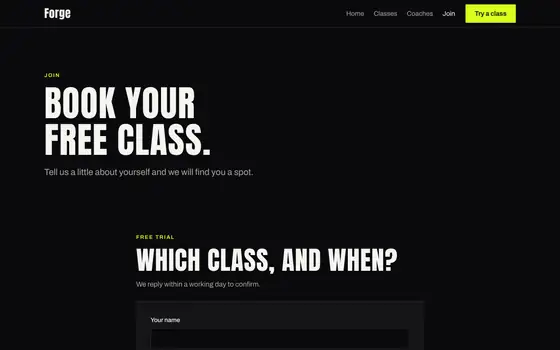 Forge
Home Classes Coaches Join Try a class
JOIN
BOOK YOUR
FREE CLASS.
Tell us a little about yourself and we will find you a spot.
FREE TRIAL
WHICH CLASS, AND WHEN?
We reply within a working day to confirm.
Your name